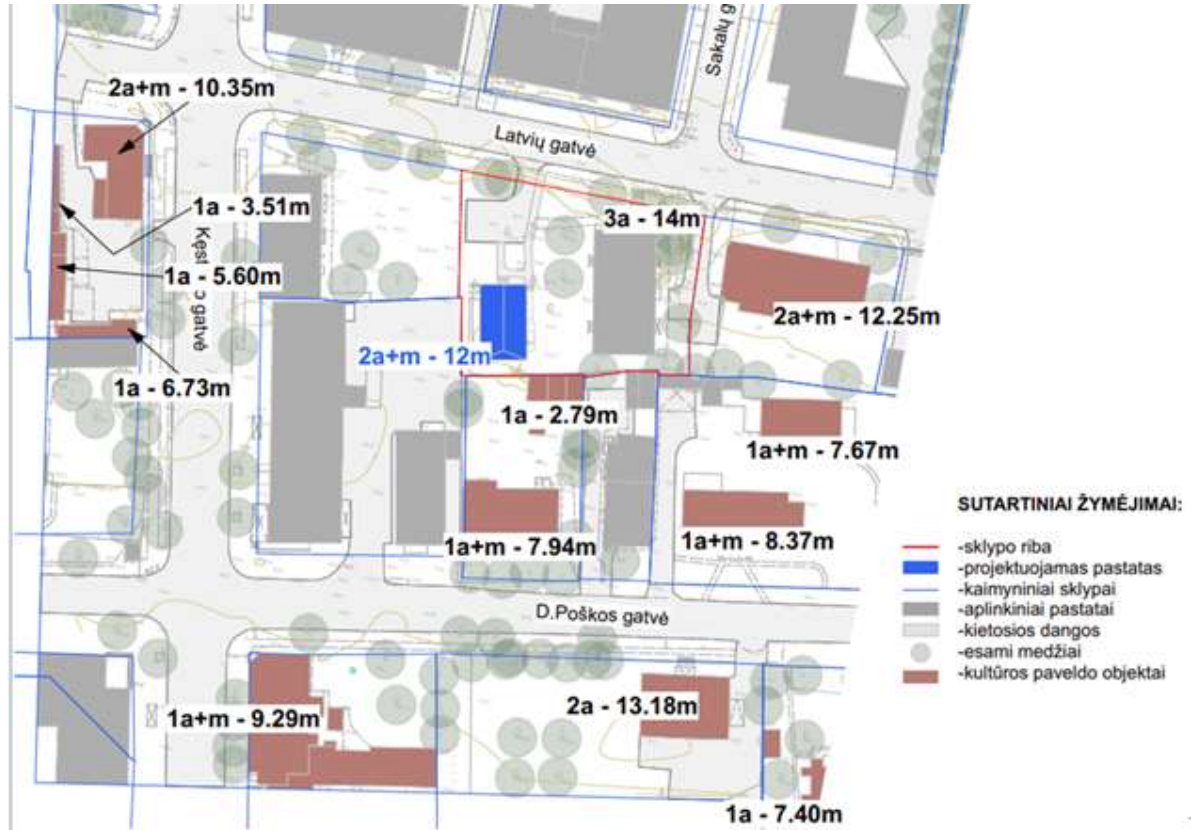 Sakalų g
2a+m - 10.35m
Latvių gatvė
1a - 3.51m
3a - 14m
Kęst
o gatvė
1a - 5.60m
2a+m - 12.25m
2a+m - 12m
1a - 6.73m
1a - 2.79m
1a+m - 7.67m
SUTARTINIAI ŽYMĖJIMAI:
1a+m - 7.94m
1a+m - 8.37m
-sklypo riba
-projektuojamas pastatas
-kaimyniniai sklypai
-aplinkiniai pastatai
-kietosios dangos
-esami medžiai
-kultūros paveldo objektai
D.Poškos gatvė
1a+m - 9.29m
2a - 13.18m
1a - 7.40m